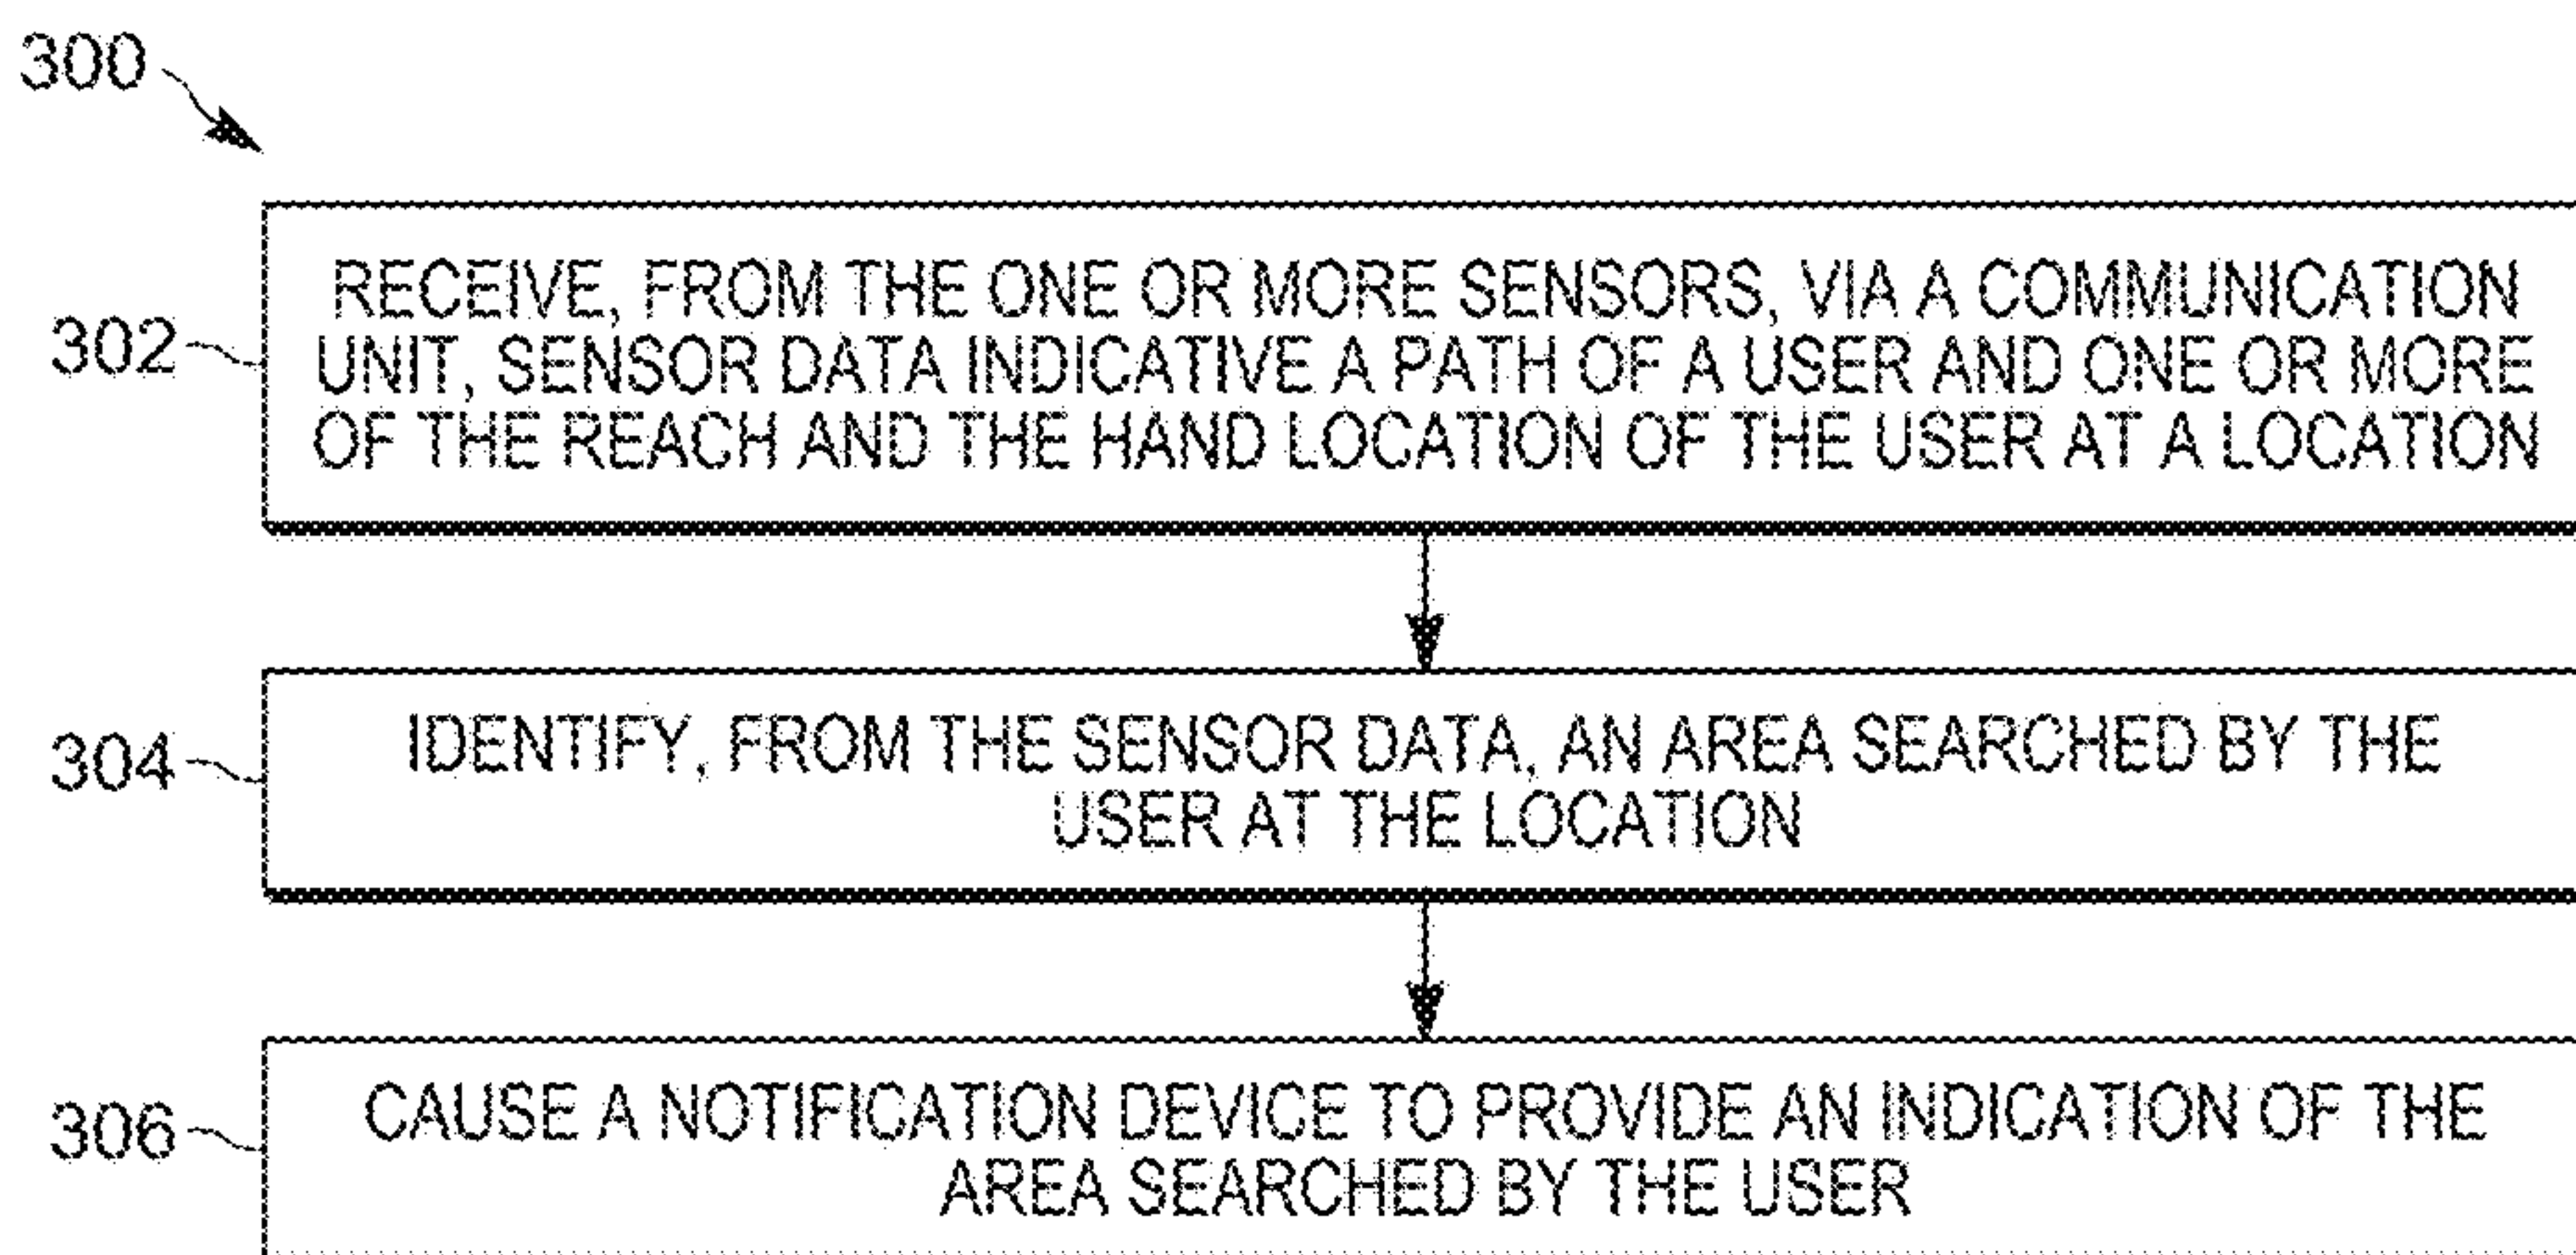 300
302
RECEIVE, FROM THE ONE OR MORE SENSORS, VIA A COMMUNICATION
UNIT, SENSOR DATA INDICATIVE A PATH OF A USER AND ONE OR MORE
OF THE REACH AND THE HAND LOCATION OF THE USER AT A LOCATION
304
IDENTIFY, FROM THE SENSOR DATA, AN AREA SEARCHED BY THE
USER AT THE LOCATION
306
CAUSE A NOTIFICATION DEVICE TO PROVIDE AN INDICATION OF THE
AREA SEARCHED BY THE USER